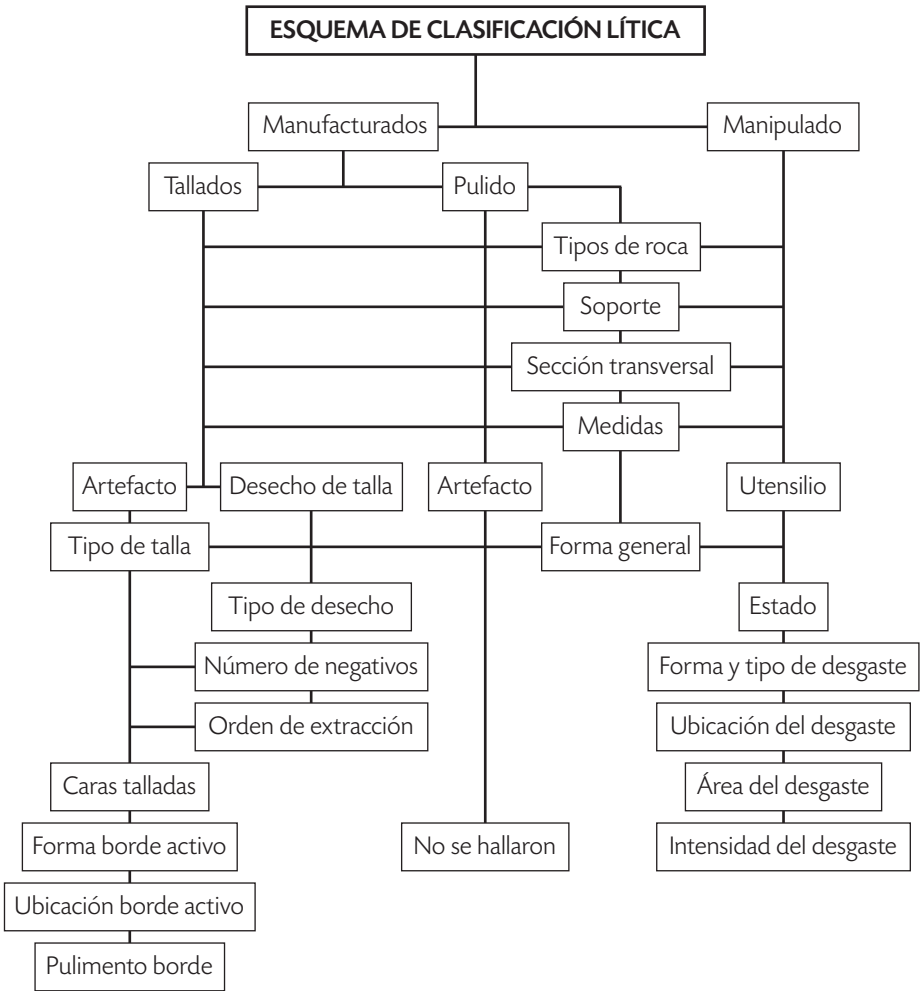 ESQUEMA DE CLASIFICACIÓN LÍTICA
Manufacturados
Manipulado
Tallados
Pulido
Tipos de roca
Soporte
Sección transversal
Medidas
Artefacto
Desecho de talla
Artefacto
Utensilio
Tipo de talla
Forma general
Tipo de desecho
Estado
Número de negativos
Forma y tipo de desgaste
Orden de extracción
Ubicación del desgaste
Caras talladas
Área del desgaste
Forma borde activo
No se hallaron
Intensidad del desgaste
Ubicación borde activo
Pulimento borde